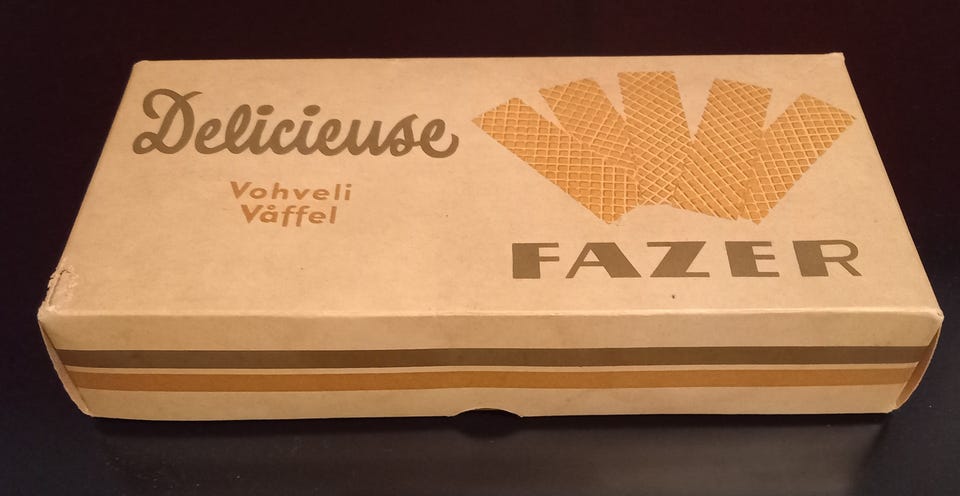 Delicieuse
Vohveli
Våffel
FAZER